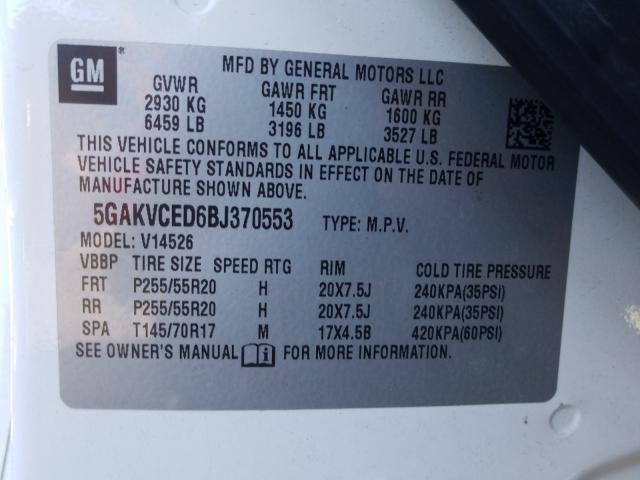 GM
MFD BY GENERAL MOTORS LLC
GVWR GAWR FRT GAWR RR
2930 KG 1450 KG 1600 KG
6459 LB 3196 LB 3527 LB
THIS VEHICLE CONFORMS TO ALL APPLICABLE U.S. FEDERAL MOTOR
VEHICLE SAFETY STANDARDS IN EFFECT ON THE DATE OF
MANUFACTURE SHOWN ABOVE.
5GAKVCED6BJ370553 TYPE: M.P.V.
MODEL: V14526
VBBP TIRE SIZE SPEED RTG RIM COLD TIRE PRESSURE
FRT P255/55R20 H 20X7.5J 240KPA(35PSI)
RR P255/55R20 H 20X7.5J 240KPA(35PSI)
SPA T145/70R17 M 17X4.5B 420KPA(60PSI)
SEE OWNER'S MANUAL FOR MORE INFORMATION